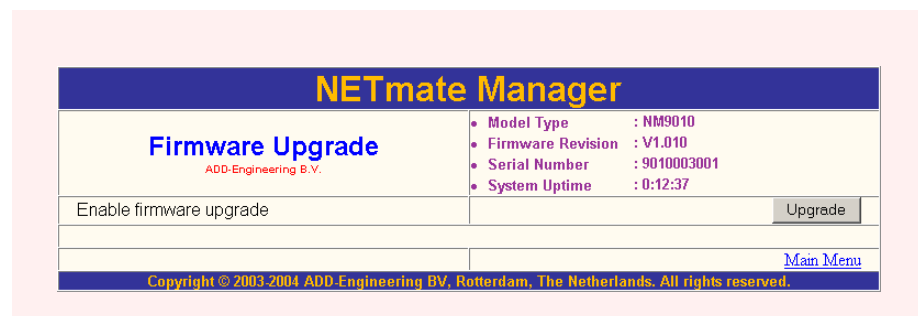 NETmate Manager
Firmware Upgrade
ADD-Engineering B.V.
• Model Type : NM9010
• Firmware Revision : V1.010
• Serial Number : 9010003001
• System Uptime : 0:12:37
Enable firmware upgrade
Upgrade
Main Menu
Copyright © 2003-2004 ADD-Engineering BV, Rotterdam, The Netherlands. All rights reserved.